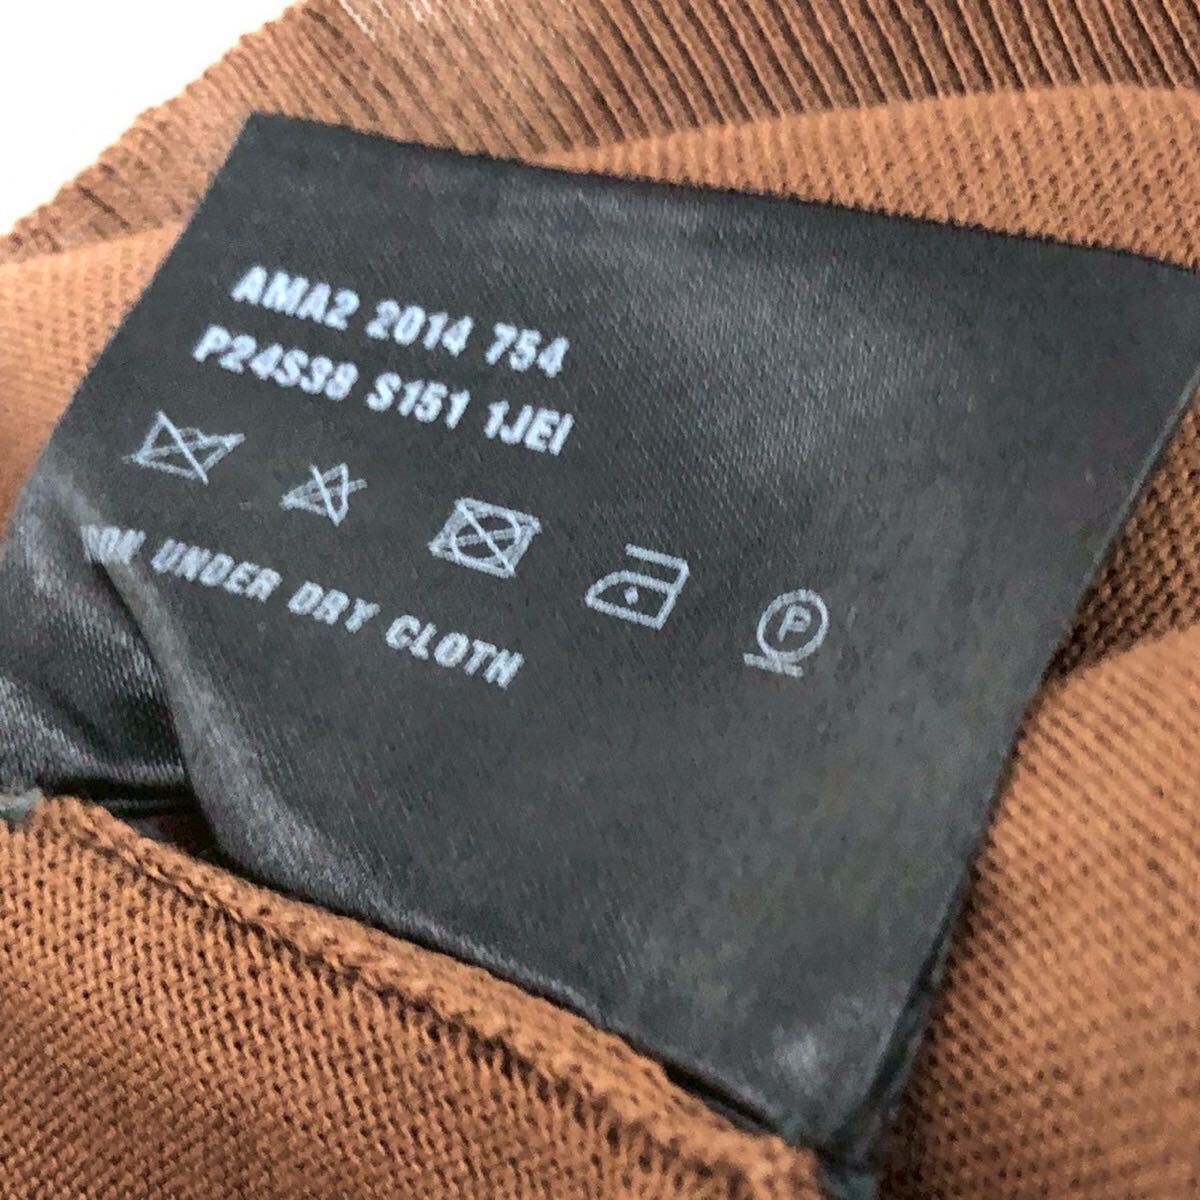 AMA2 2014 754
P24S38 S151 1JEI
P
UNDER DRY CLOTH